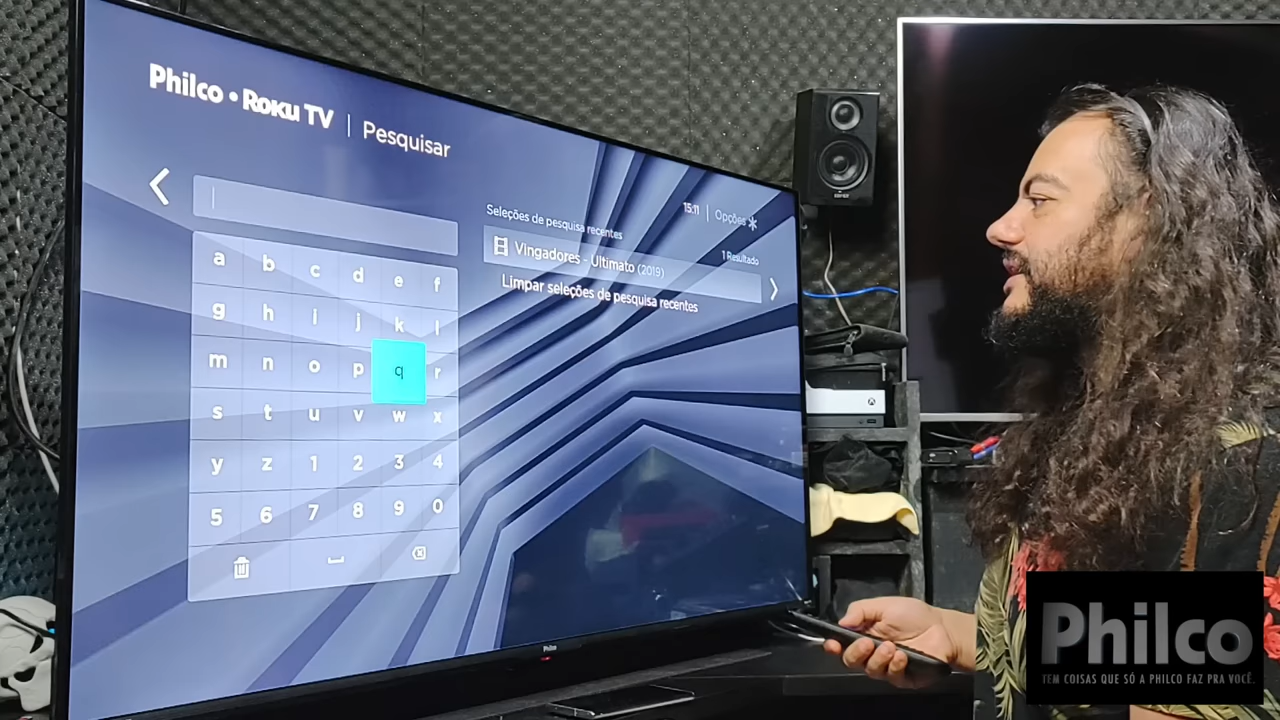 Philco • Roku TV | Pesquisar
15:11 | Opções *
Seleções de pesquisa recentes
Vingadores - Ultimato (2019)
1 Resultado
Limpar seleções de pesquisa recentes
a b c d e f
g h i j k l
m n o p q r
s t u v w x
y z 1 2 3 4
5 6 7 8 9 0
Philco
Philco
TEM COISAS QUE SÓ A PHILCO FAZ PRA VOCÊ.